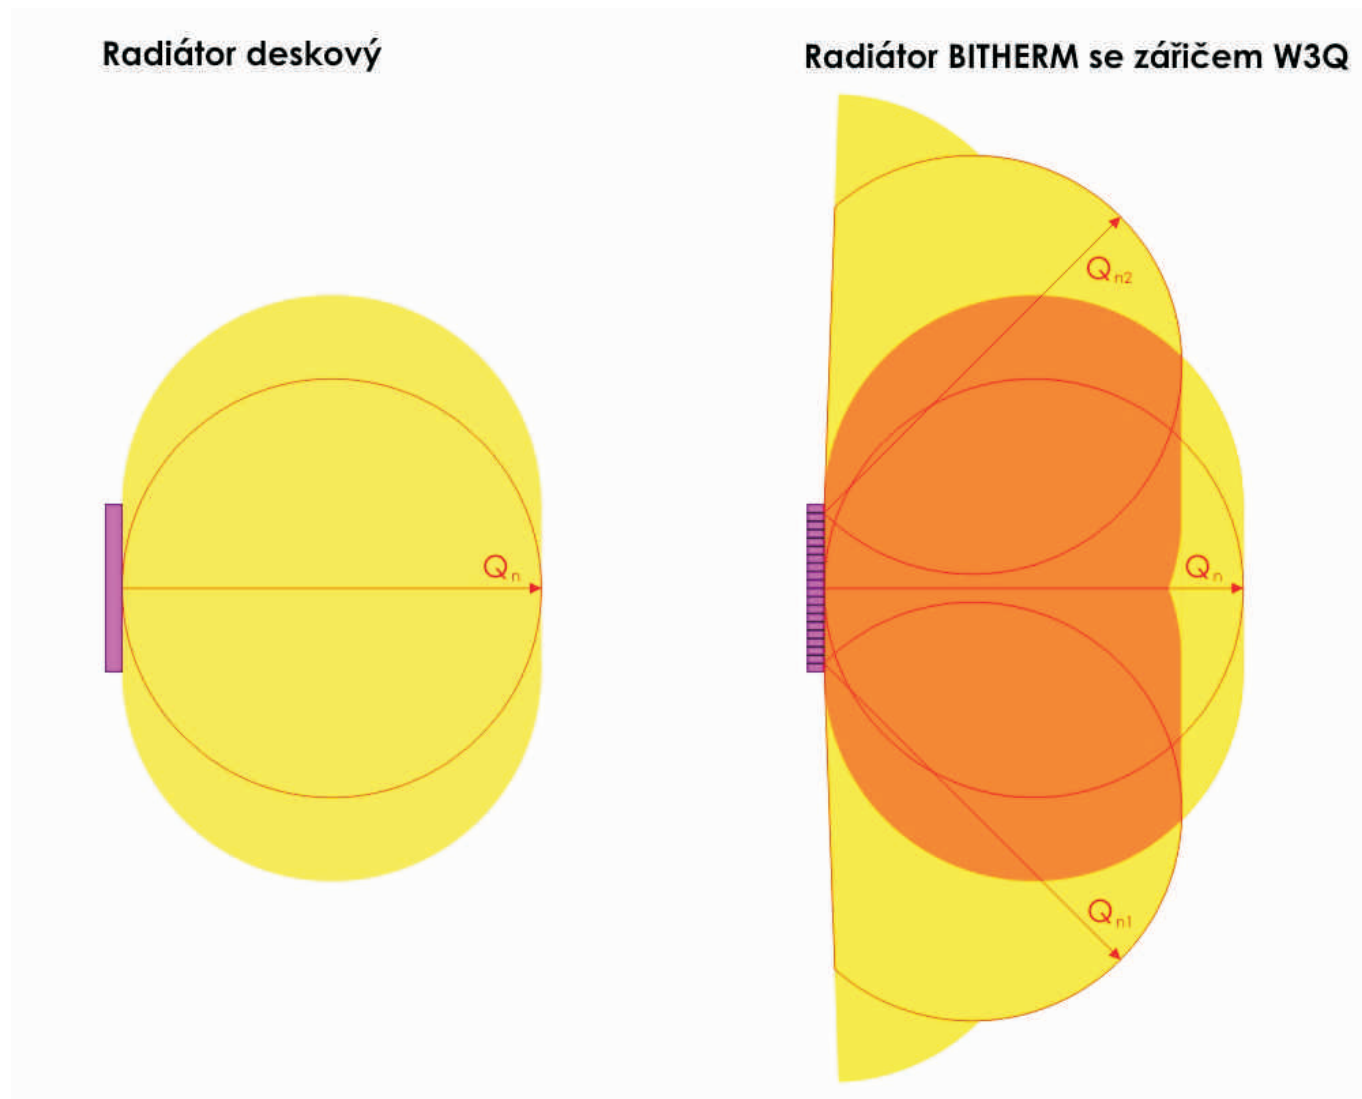 Radiátor deskový
Radiátor BITHERM se zářičem W3Q
Qn2
Qn
Qn
Qn1